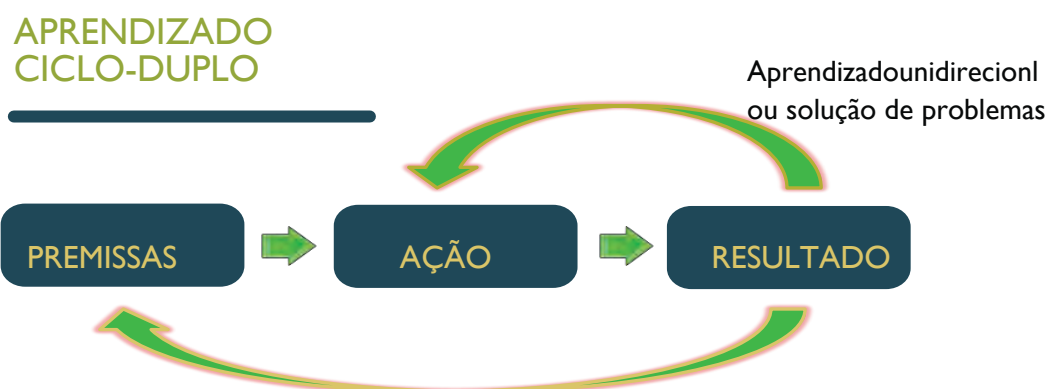 APRENDIZADO
CICLO-DUPLO
Aprendizadounidirecionl
ou solução de problemas
PREMISSAS
AÇÃO
RESULTADO